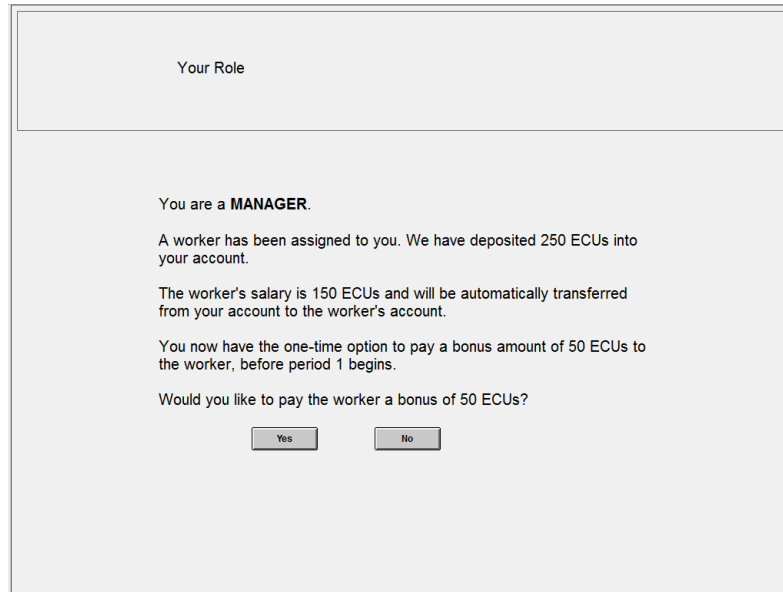 Your Role
You are a MANAGER.
A worker has been assigned to you. We have deposited 250 ECUs into
your account.
The worker's salary is 150 ECUs and will be automatically transferred
from your account to the worker's account.
You now have the one-time option to pay a bonus amount of 50 ECUs to
the worker, before period 1 begins.
Would you like to pay the worker a bonus of 50 ECUs?
Yes No